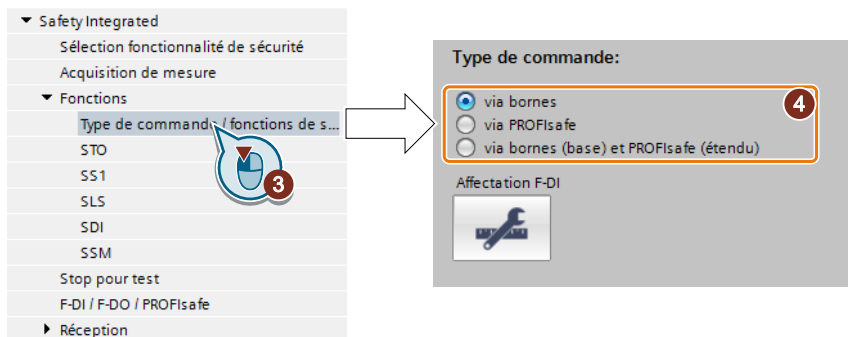 Safety Integrated
Sélection fonctionnalité de sécurité
Acquisition de mesure
Fonctions
Type de commande / fonctions de s...
STO
SS1
SLS
SDI
SSM
Stop pour test
F-DI / F-DO / PROFIsafe
Réception
3
Type de commande:
4
via bornes
via PROFIsafe
via bornes (base) et PROFIsafe (étendu)
Affectation F-DI